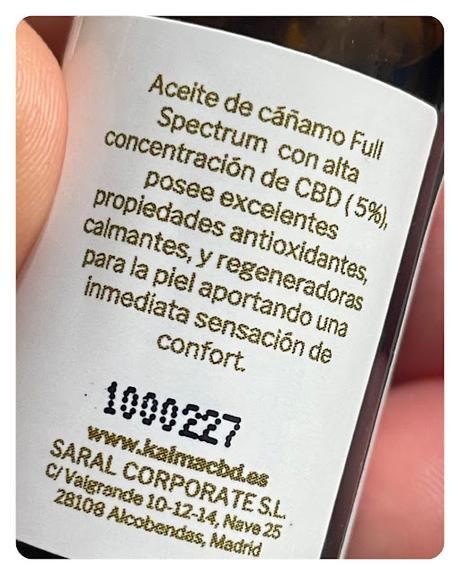 Aceite de cáñamo Full
Spectrum con alta
concentración de CBD (5%),
posee excelentes
propiedades antioxidantes,
calmantes, y regeneradoras
para la piel aportando una
inmediata sensación de
confort.
1000227
www.kalmacbd.es
SARAL CORPORATE S.L.
C/ Valgrande 10-12-14, Nave 25
28108 Alcobendas, Madrid